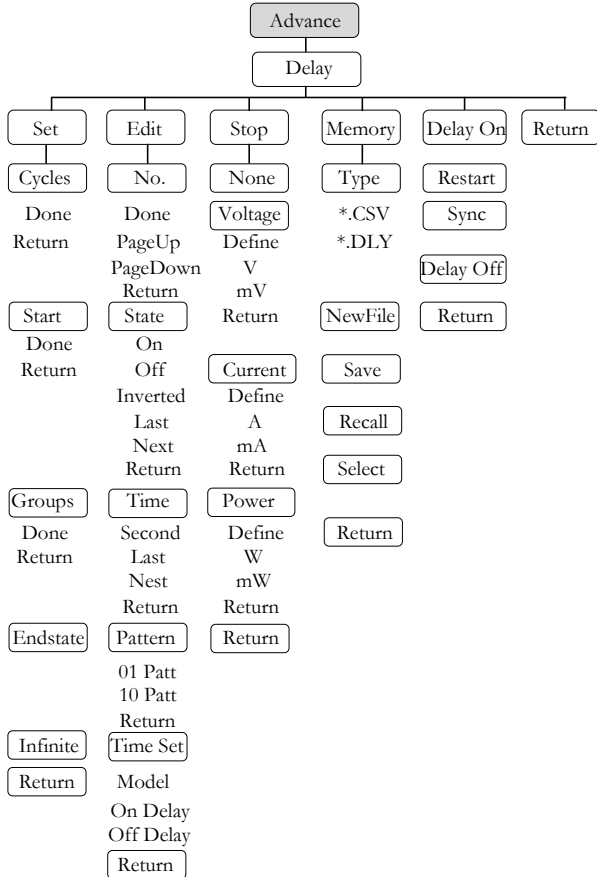 Advance
Delay
Set Edit Stop Memory Delay On Return
Cycles No. None Type Restart
Done Done Voltage *.CSV Sync
Return PageUp Define *.DLY
PageDown V Delay Off
Return mV
Start State Return NewFile Return
Done On
Return Off Current Save
Inverted Define
Last A Recall
Next mA
Return Return Select
Groups Time Power
Done Second Define Return
Return Last W
Nest mW
Return Return
Endstate Pattern Return
01 Patt
10 Patt
Return
Infinite Time Set
Return Model
On Delay
Off Delay
Return